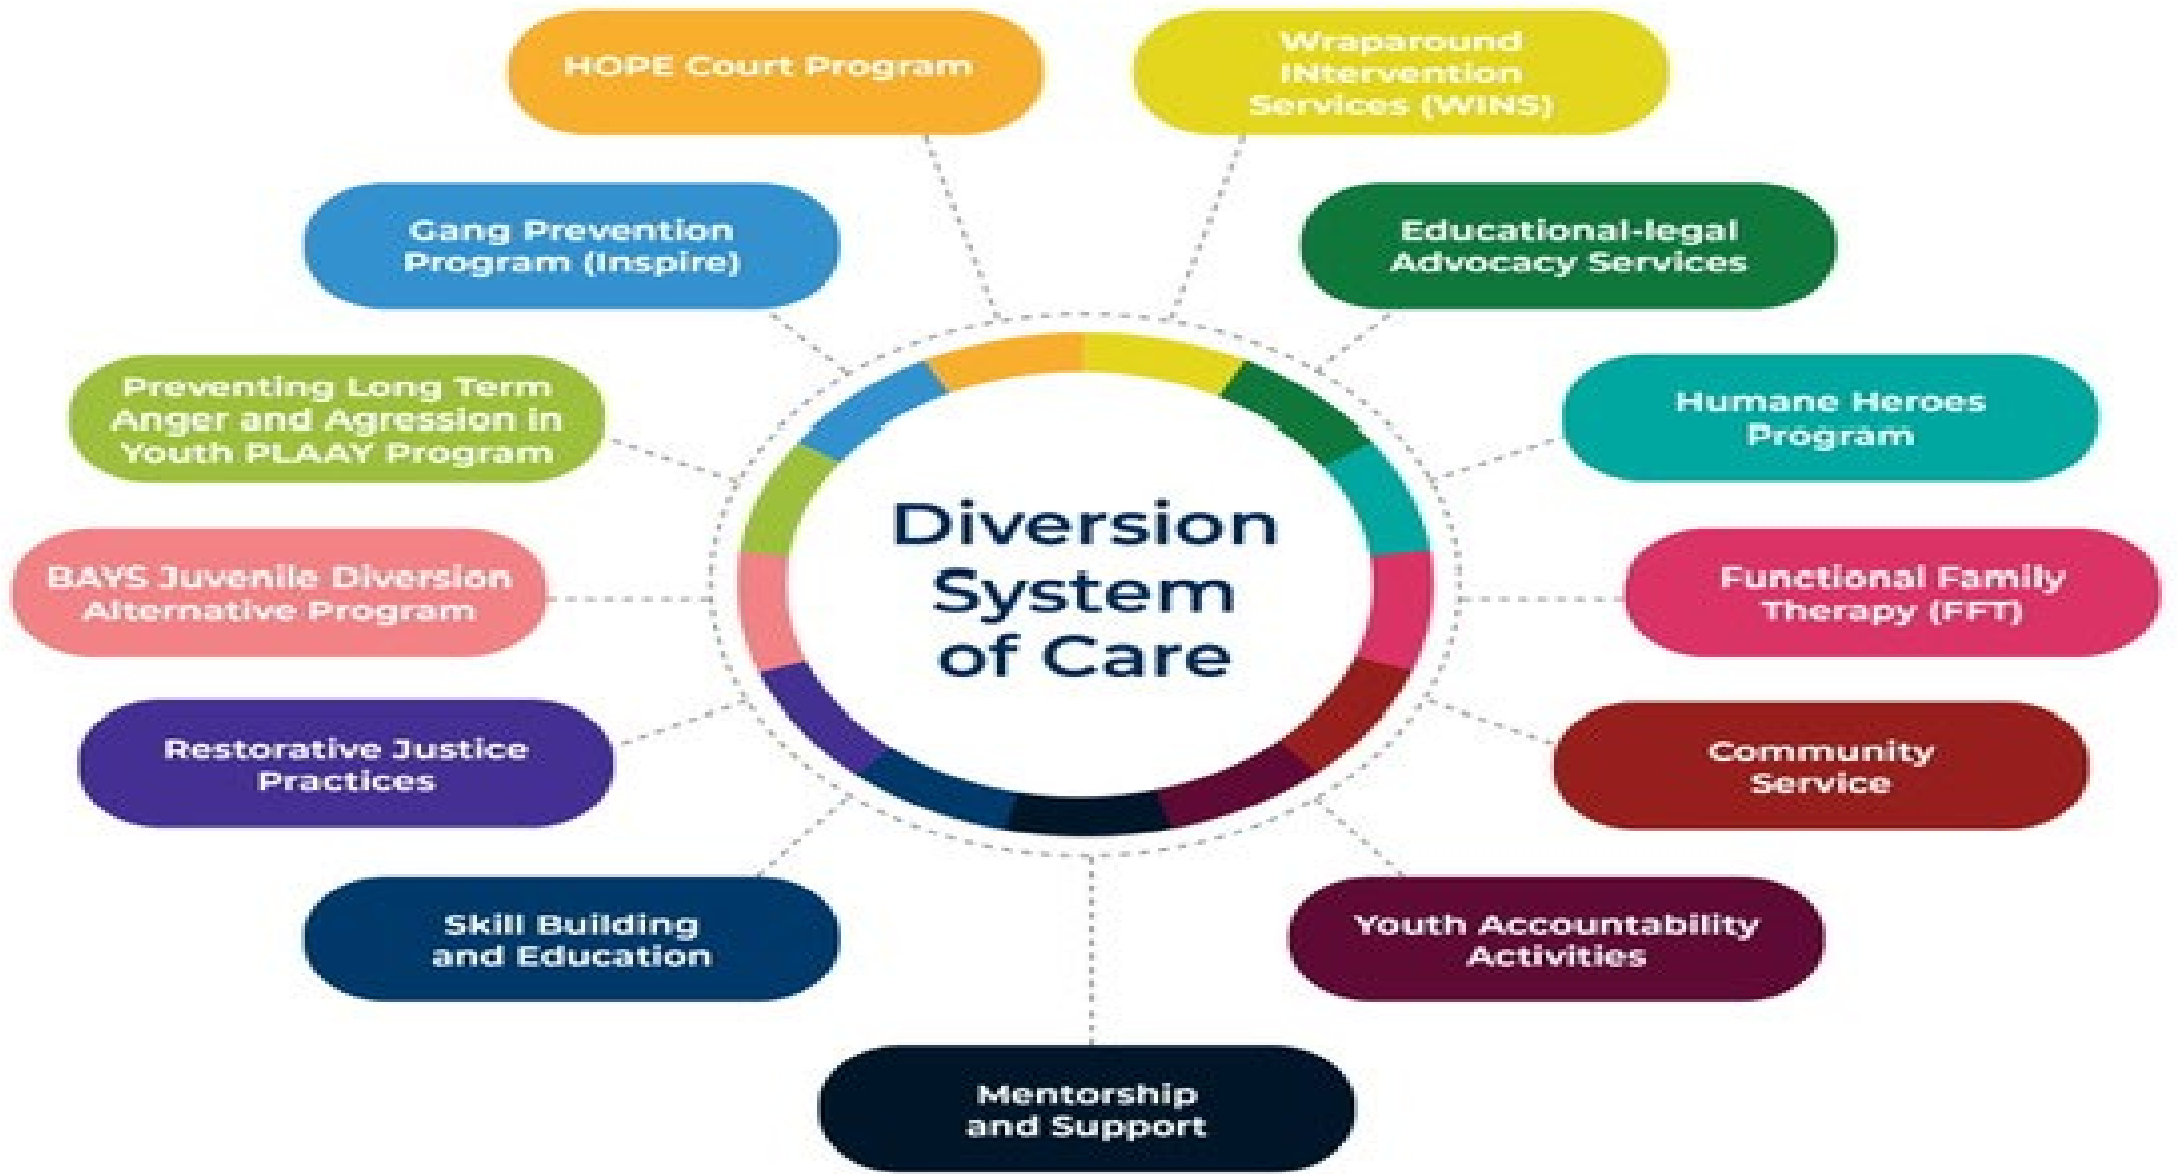 HOPE Court Program
Wraparound
INtervention
Services (WINS)
Gang Prevention
Program (Inspire)
Educational-legal
Advocacy Services
Preventing Long Term
Anger and Agression in
Youth PLAAY Program
Humane Heroes
Program
Diversion
System
of Care
BAYS Juvenile Diversion
Alternative Program
Functional Family
Therapy (FFT)
Restorative Justice
Practices
Community
Service
Skill Building
and Education
Youth Accountability
Activities
Mentorship
and Support